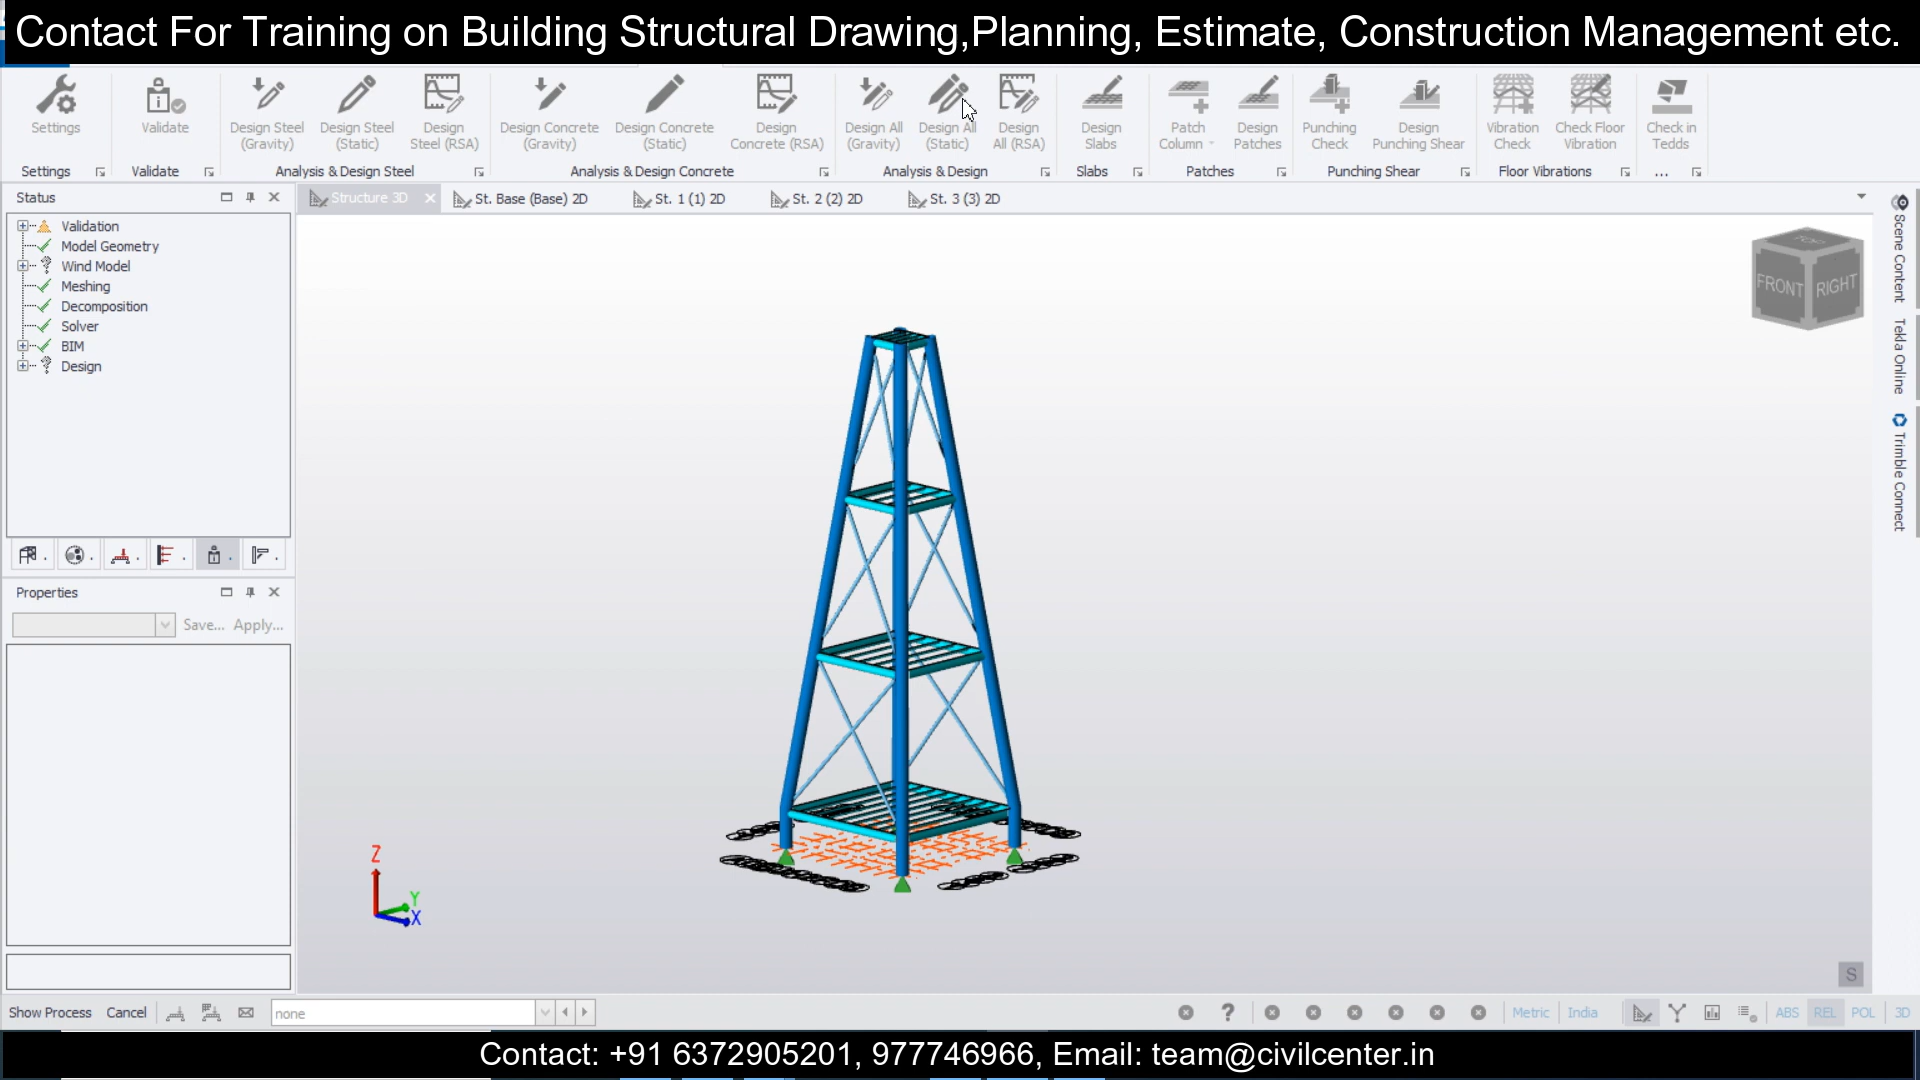 Contact For Training on Building Structural Drawing,Planning, Estimate, Construction Management etc.
Settings
Validate
Design Steel (Gravity)
Design Steel (Static)
Design Steel (RSA)
Design Concrete (Gravity)
Design Concrete (Static)
Design Concrete (RSA)
Design All (Gravity)
Design All (Static)
Design All (RSA)
Design Slabs
Patch Column
Design Patches
Punching Check
Design Punching Shear
Vibration Check
Check Floor Vibration
Check in Tedds
Settings
Validate
Analysis & Design Steel
Analysis & Design Concrete
Analysis & Design
Slabs
Patches
Punching Shear
Floor Vibrations
...
Status
Structure 3D
St. Base (Base) 2D
St. 1 (1) 2D
St. 2 (2) 2D
St. 3 (3) 2D
Validation
Model Geometry
Wind Model
Meshing
Decomposition
Solver
BIM
Design
TOP
FRONT
RIGHT
Scene Content
Tekla Online
Trimble Connect
Properties
Save... Apply...
Z
Y
X
S
Show Process
Cancel
none
Metric
India
ABS
REL
POL
3D
Contact: +91 6372905201, 977746966, Email: team@civilcenter.in